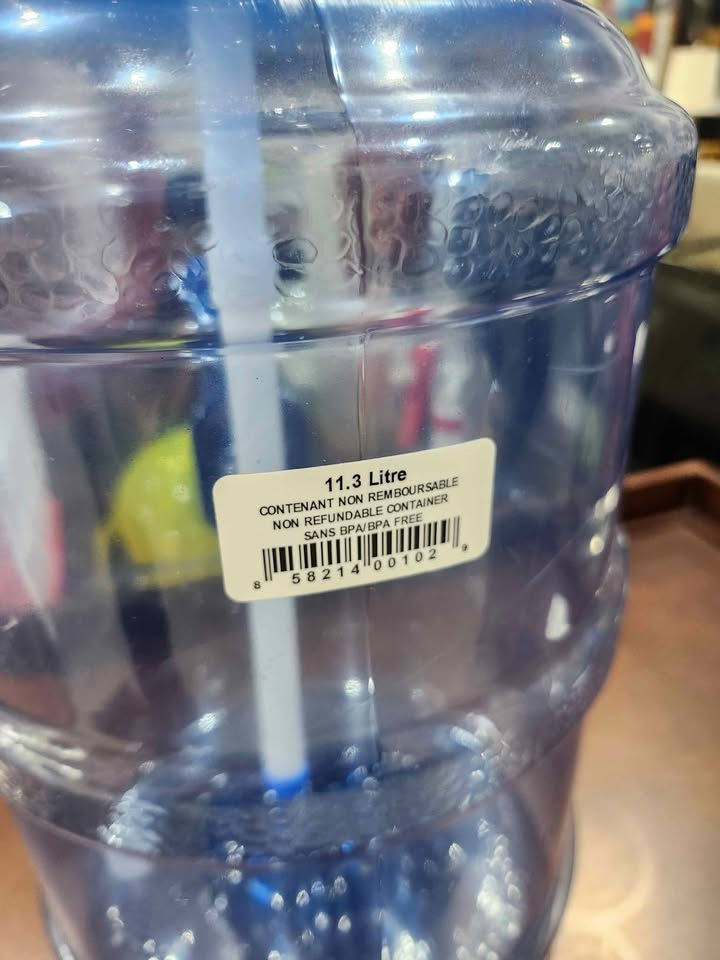 11.3 Litre
CONTENANT NON REMBOURSABLE
NON REFUNDABLE CONTAINER
SANS BPA/BPA FREE
8 58214 00102 9